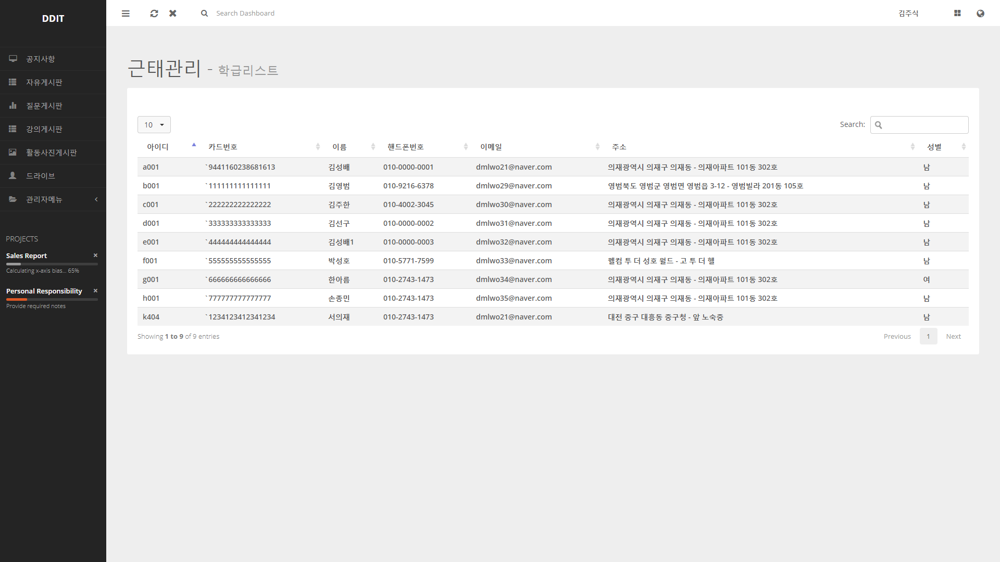 DDIT
Search Dashboard
김주식
공지사항
자유게시판
질문게시판
강의게시판
활동사진게시판
드라이브
관리자메뉴
PROJECTS
Sales Report
Calculating x-axis bias... 65%
Personal Responsibility
Provide required notes
근태관리 - 학급리스트
10
Search:
아이디 카드번호 이름 핸드폰번호 이메일 주소 성별
a001 `9441160238681613 김성배 010-0000-0001 dmlwo21@naver.com 의재광역시 의재구 의재동 - 의재아파트 101동 302호 남
b001 `111111111111111 김영범 010-9216-6378 dmlwo29@naver.com 영범북도 영범군 영범면 영범읍 3-12 - 영범빌라 201동 105호 남
c001 `222222222222222 김주한 010-4002-3045 dmlwo30@naver.com 의재광역시 의재구 의재동 - 의재아파트 101동 302호 남
d001 `333333333333333 김선구 010-0000-0002 dmlwo31@naver.com 의재광역시 의재구 의재동 - 의재아파트 101동 302호 남
e001 `444444444444444 김성배1 010-0000-0003 dmlwo32@naver.com 의재광역시 의재구 의재동 - 의재아파트 101동 302호 남
f001 `555555555555555 박성호 010-5771-7599 dmlwo33@naver.com 웰컴 투 더 성호 월드 - 고 투 더 헬 남
g001 `666666666666666 한아름 010-2743-1473 dmlwo34@naver.com 의재광역시 의재구 의재동 - 의재아파트 101동 302호 여
h001 `777777777777777 손종민 010-2743-1473 dmlwo35@naver.com 의재광역시 의재구 의재동 - 의재아파트 101동 302호 남
k404 `1234123412341234 서의재 010-2743-1473 dmlwo21@naver.com 대전 중구 대흥동 중구청 - 앞 노숙중 남
Showing 1 to 9 of 9 entries
Previous 1 Next